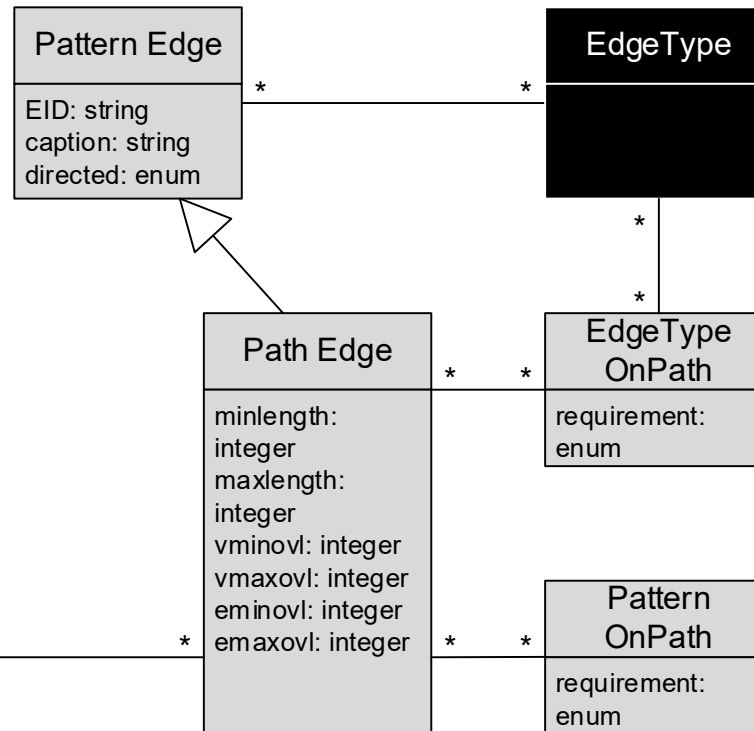 Pattern Edge
EID: string
caption: string
directed: enum
*
*
EdgeType
*
*
Path Edge
minlength:
integer
maxlength:
integer
vminovl: integer
vmaxovl: integer
eminovl: integer
emaxovl: integer
*
*
EdgeType
OnPath
requirement:
enum
*
*
*
Pattern
OnPath
requirement:
enum